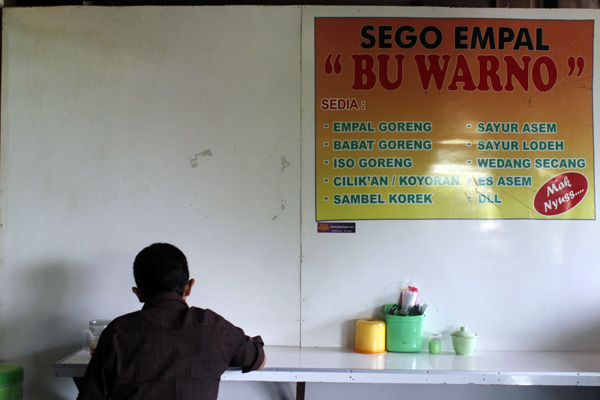 SEGO EMPAL
" BU WARNO "
SEDIA :
- EMPAL GORENG
- BABAT GORENG
- ISO GORENG
- CILIK'AN / KOYORAN
- SAMBEL KOREK
- SAYUR ASEM
- SAYUR LODEH
- WEDANG SECANG
- ES ASEM
- DLL
Mak
Nyuss....